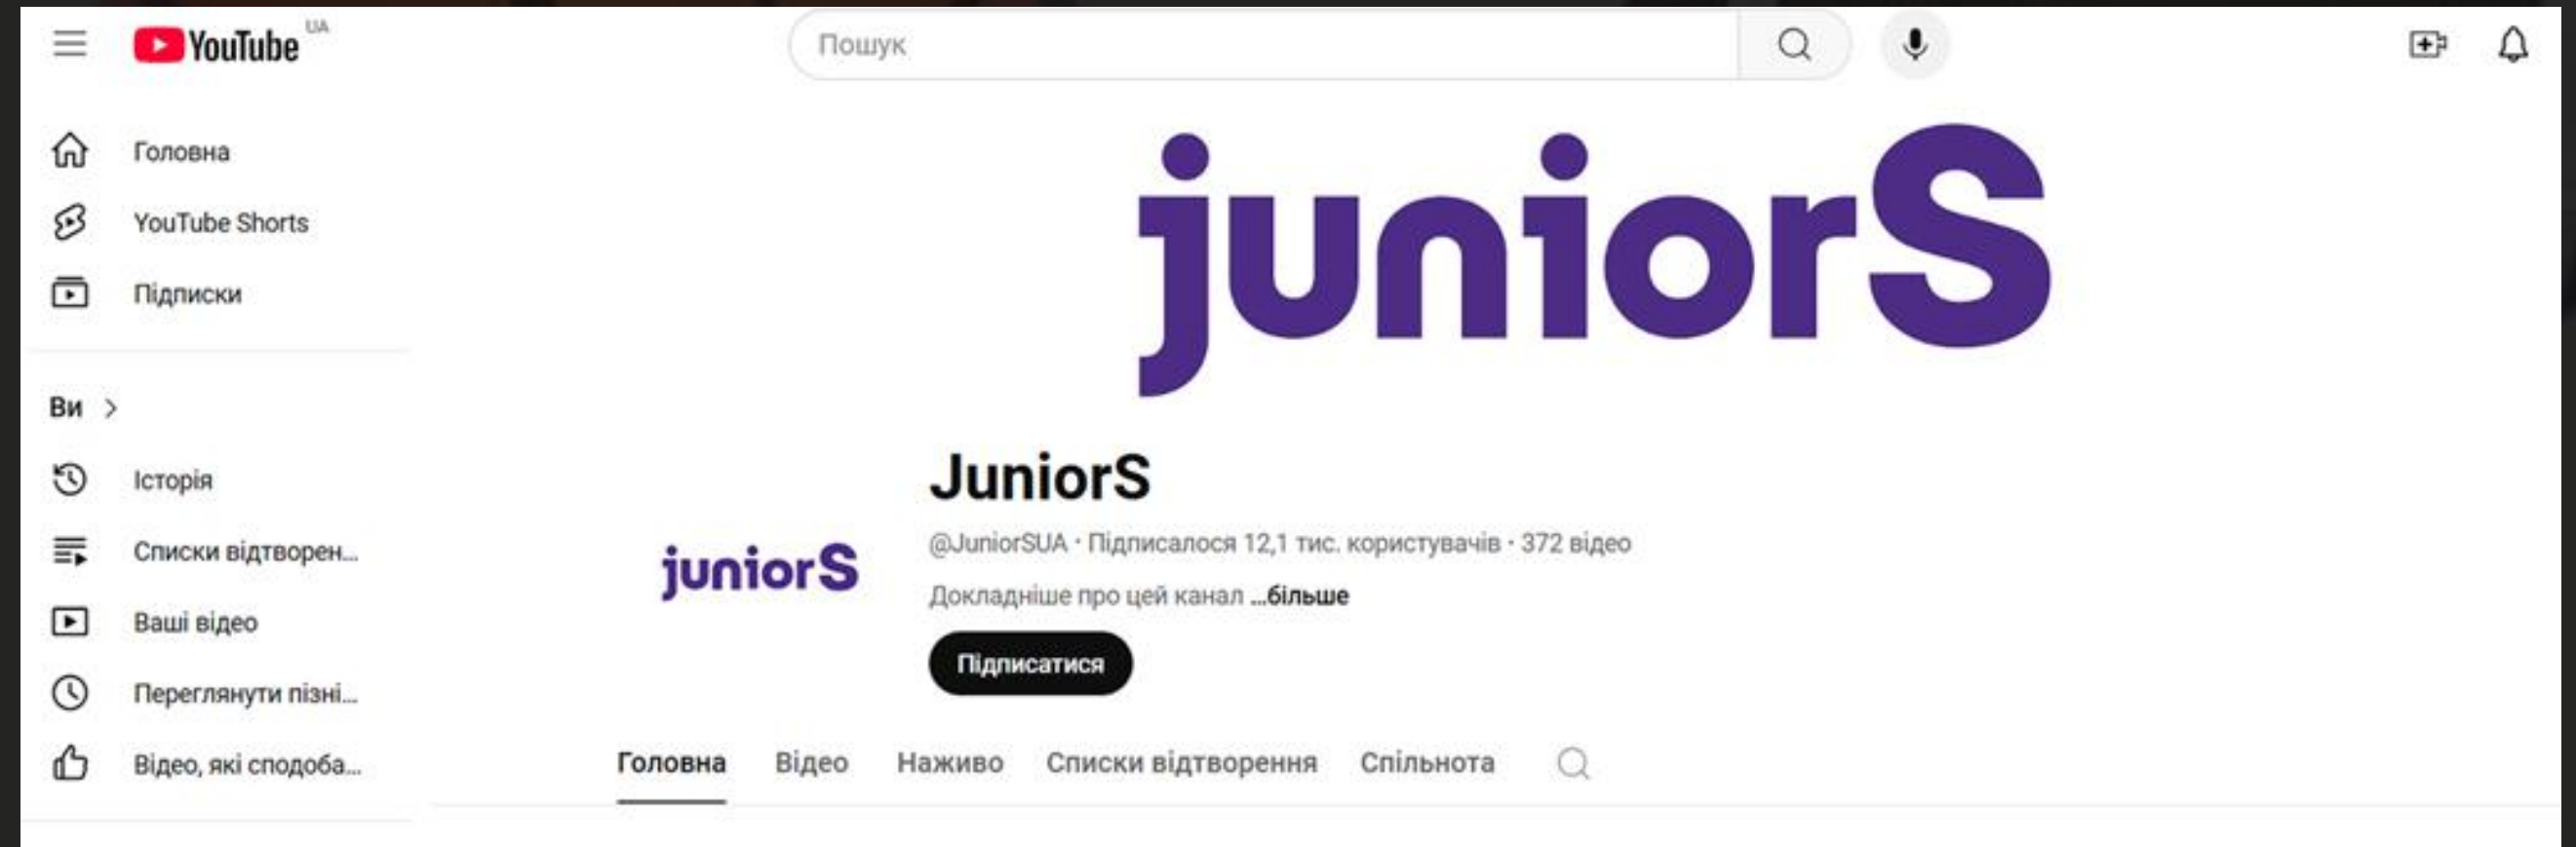 YouTube UA
Пошук
Головна
YouTube Shorts
Підписки
Ви
Історія
Списки відтворен...
Ваші відео
Переглянути пізні...
Відео, які сподоба...
juniorS
juniorS
JuniorS
@JuniorSUA · Підписалося 12,1 тис. користувачів · 372 відео
Докладніше про цей канал ...більше
Підписатися
Головна Відео Наживо Списки відтворення Спільнота